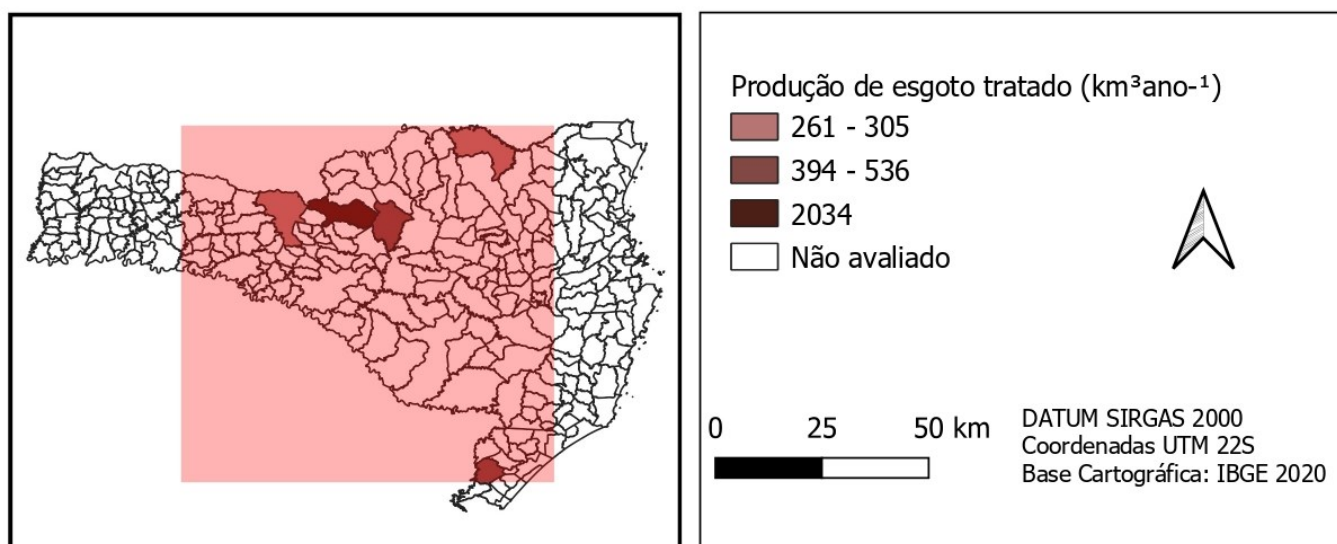 Produção de esgoto tratado (km³ano-¹)
261 - 305
394 - 536
2034
Não avaliado
0 25 50 km
DATUM SIRGAS 2000
Coordenadas UTM 22S
Base Cartográfica: IBGE 2020